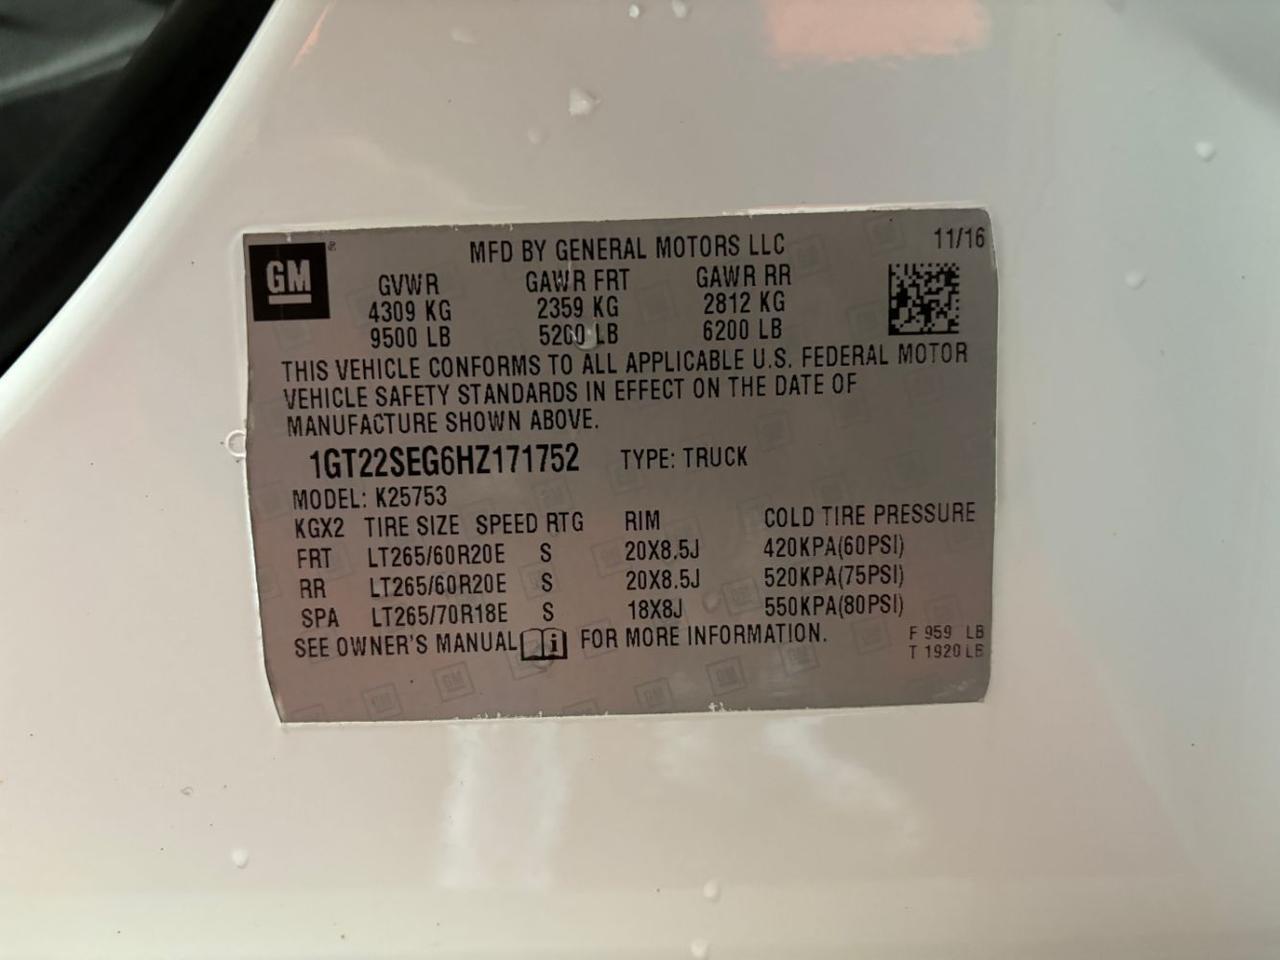 GM ® MFD BY GENERAL MOTORS LLC 11/16
GVWR GAWR FRT GAWR RR
4309 KG 2359 KG 2812 KG
9500 LB 5200 LB 6200 LB
THIS VEHICLE CONFORMS TO ALL APPLICABLE U.S. FEDERAL MOTOR
VEHICLE SAFETY STANDARDS IN EFFECT ON THE DATE OF
MANUFACTURE SHOWN ABOVE.
1GT22SEG6HZ171752 TYPE: TRUCK
MODEL: K25753
KGX2 TIRE SIZE SPEED RTG RIM COLD TIRE PRESSURE
FRT LT265/60R20E S 20X8.5J 420KPA(60PSI)
RR LT265/60R20E S 20X8.5J 520KPA(75PSI)
SPA LT265/70R18E S 18X8J 550KPA(80PSI)
SEE OWNER'S MANUAL i FOR MORE INFORMATION.
F 959 LB
T 1920 LB